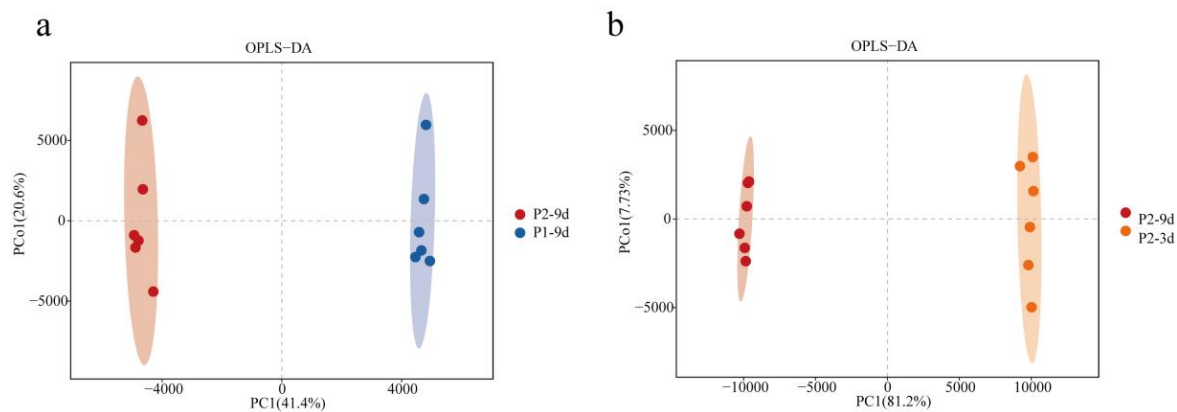 a
OPLS−DA
5000
0
−5000
PCo1(20.6%)
−4000
0
4000
PC1(41.4%)
P2-9d
P1-9d
b
OPLS−DA
5000
0
−5000
PCo1(7.73%)
−10000
−5000
0
5000
10000
PC1(81.2%)
P2-9d
P2-3d